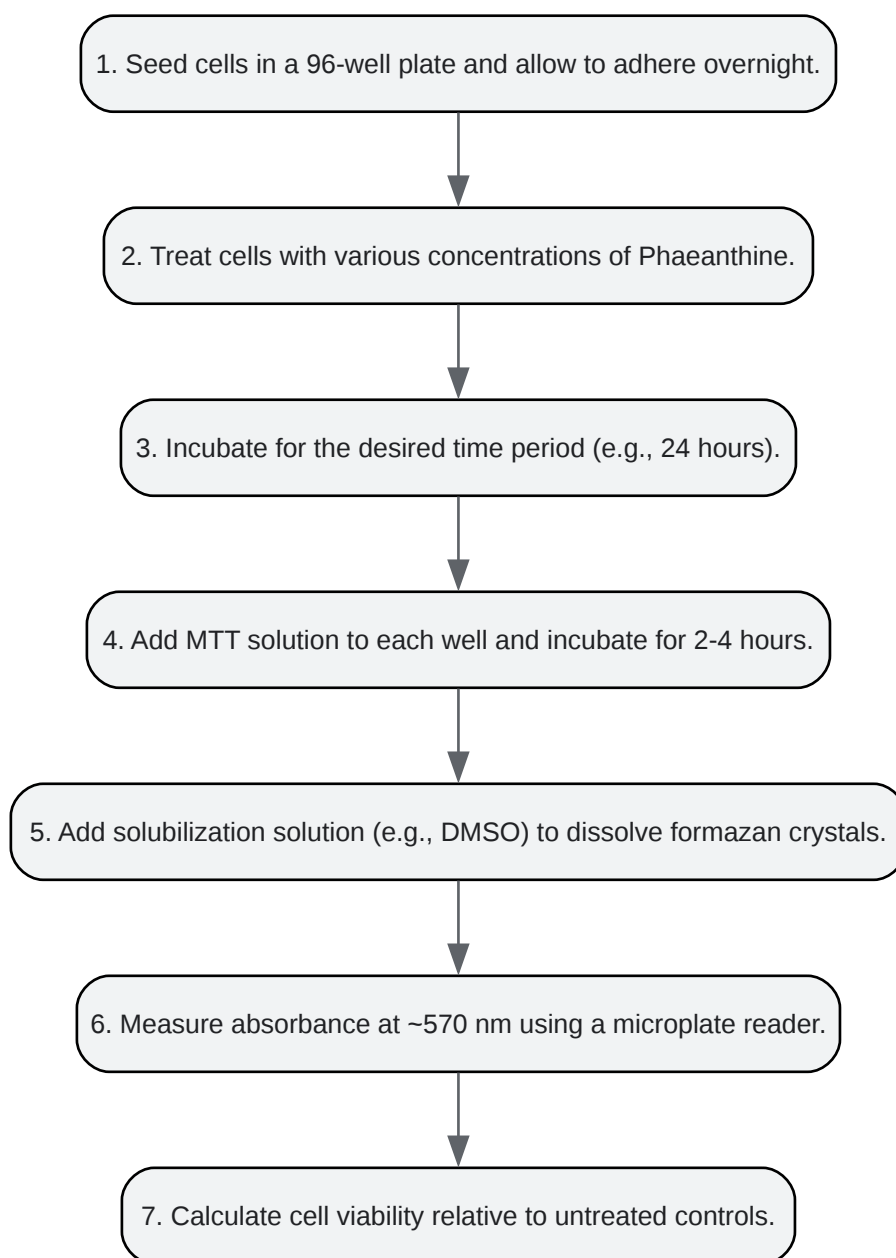 1. Seed cells in a 96-well plate and allow to adhere overnight.
2. Treat cells with various concentrations of Phaeanthine.
3. Incubate for the desired time period (e.g., 24 hours).
4. Add MTT solution to each well and incubate for 2-4 hours.
5. Add solubilization solution (e.g., DMSO) to dissolve formazan crystals.
6. Measure absorbance at ~570 nm using a microplate reader.
7. Calculate cell viability relative to untreated controls.